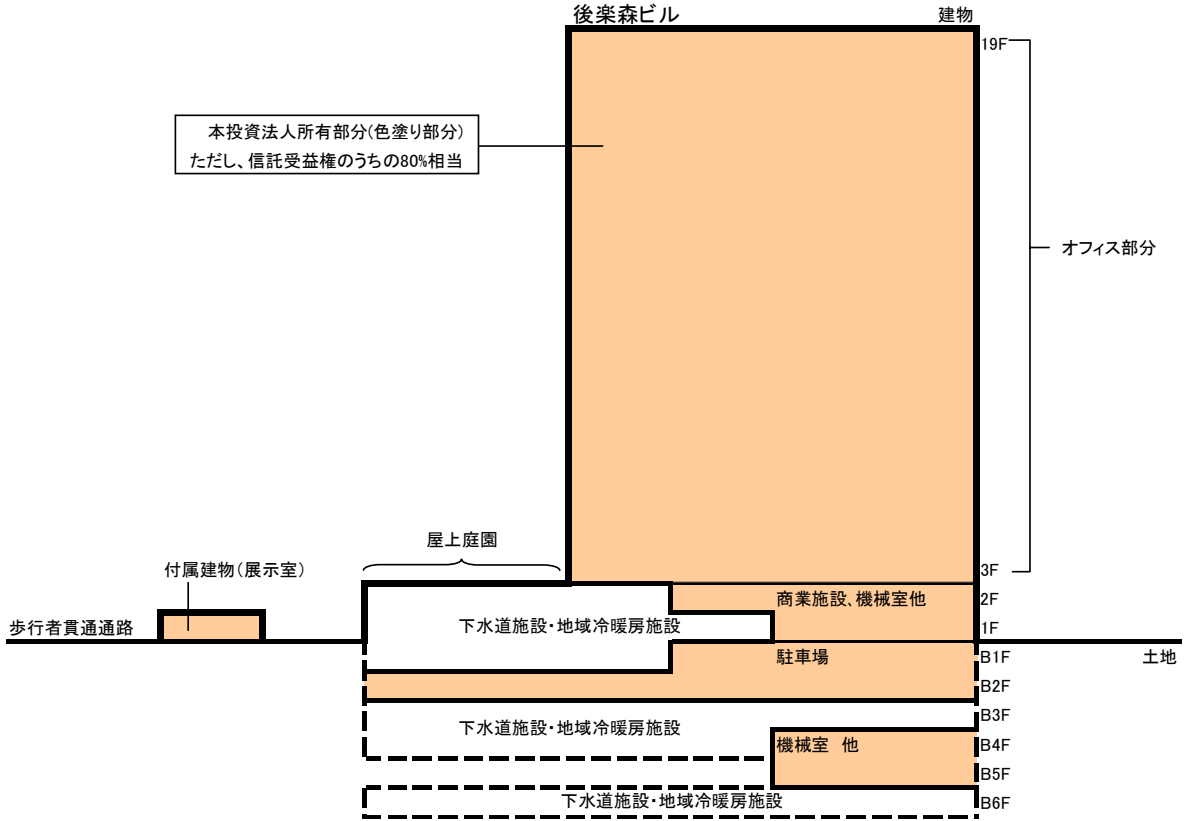 後楽森ビル
建物
19F
本投資法人所有部分(色塗り部分)
ただし、信託受益権のうちの80%相当
オフィス部分
屋上庭園
付属建物(展示室)
3F
商業施設、機械室他
2F
歩行者貫通通路
下水道施設・地域冷暖房施設
1F
駐車場
B1F
土地
B2F
下水道施設・地域冷暖房施設
B3F
機械室 他
B4F
B5F
下水道施設・地域冷暖房施設
B6F